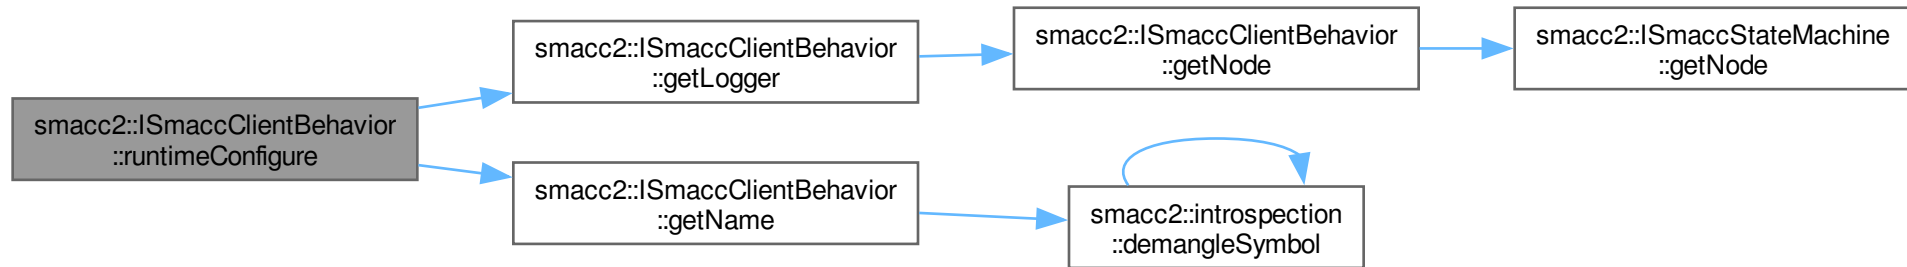 smacc2::ISmaccClientBehavior
::runtimeConfigure
smacc2::ISmaccClientBehavior
::getLogger
smacc2::ISmaccClientBehavior
::getNode
smacc2::ISmaccStateMachine
::getNode
smacc2::ISmaccClientBehavior
::getName
smacc2::introspection
::demangleSymbol